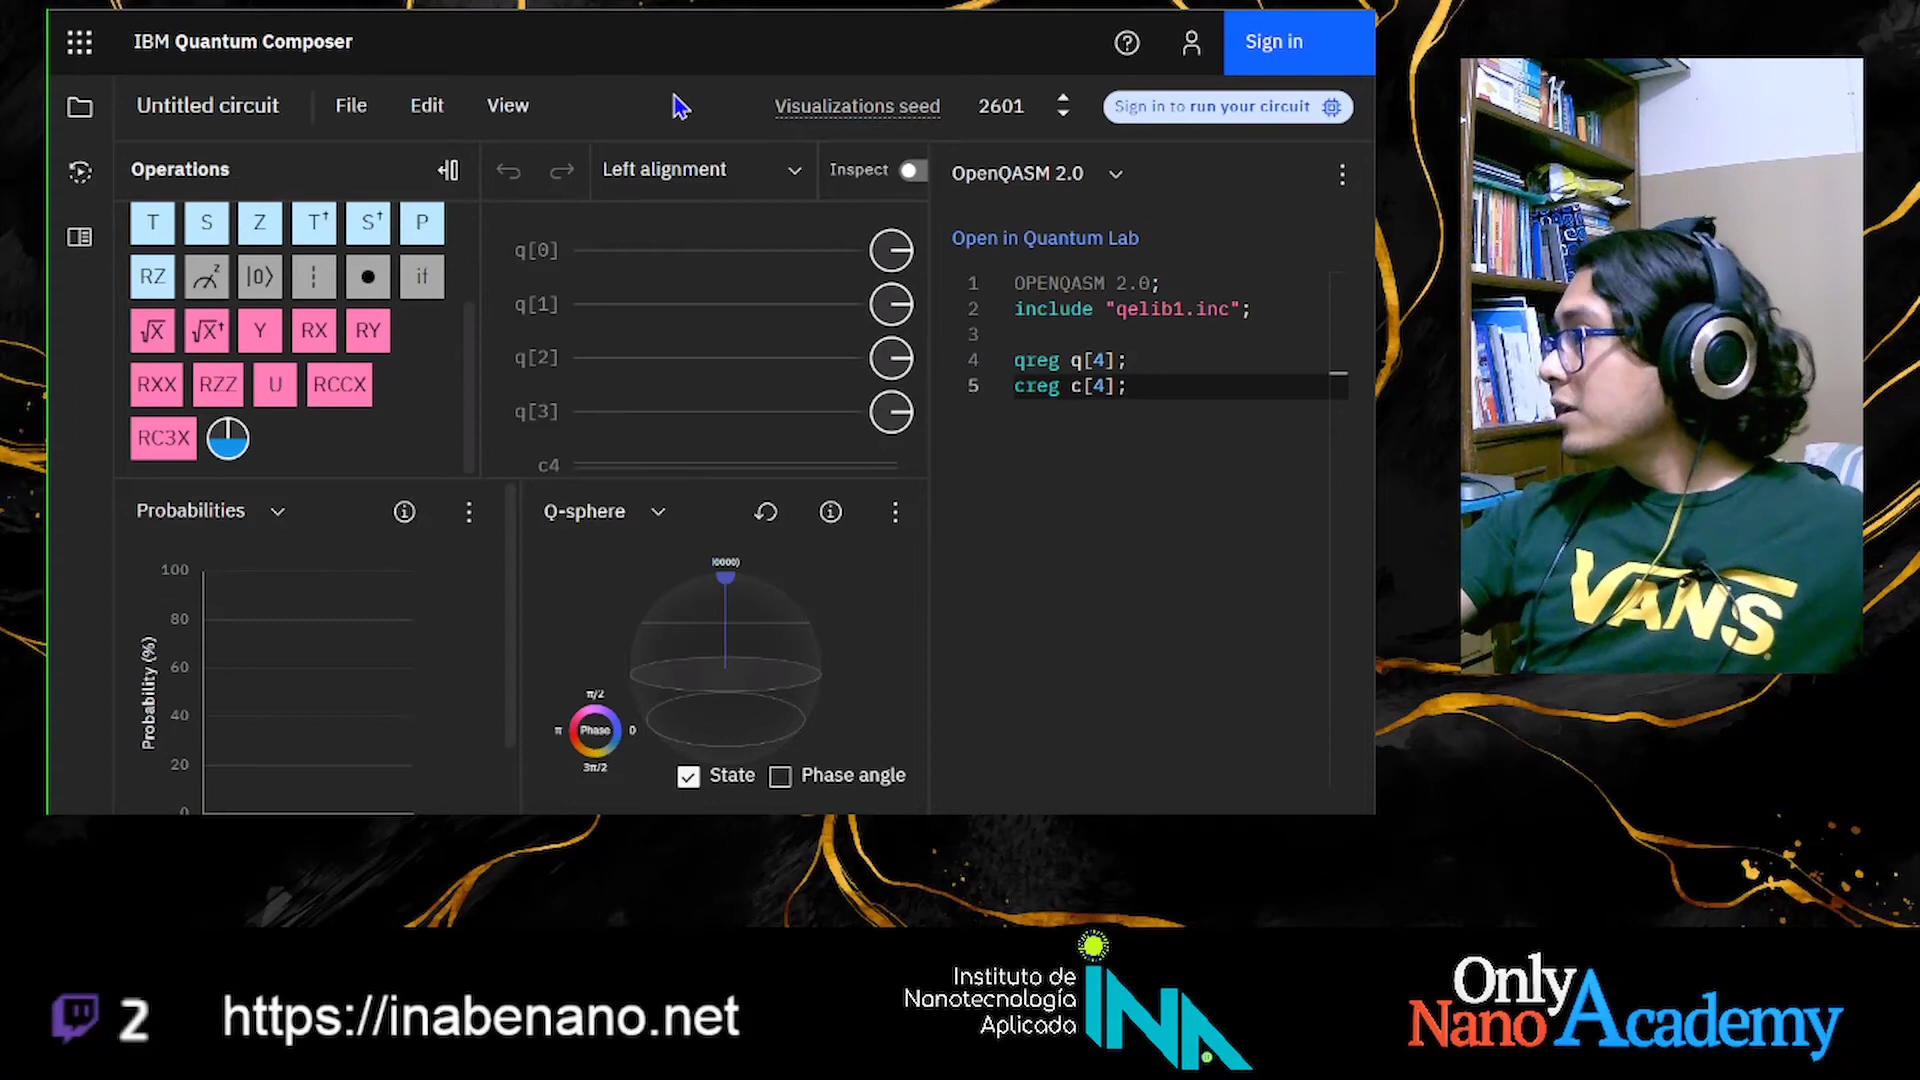 IBM Quantum Composer
Sign in
Untitled circuit
File
Edit
View
Visualizations seed
2601
Sign in to run your circuit
Operations
Left alignment
Inspect
OpenQASM 2.0
T S Z T† S† P
RZ z |0⟩ if
√X √X† Y RX RY
RXX RZZ U RCCX
RC3X
q[0]
q[1]
q[2]
q[3]
c4
Open in Quantum Lab
1 OPENQASM 2.0;
2 include "qelib1.inc";
3
4 qreg q[4];
5 creg c[4];
Probabilities
Probability (%)
100
80
60
40
20
0
Q-sphere
|0000⟩
π/2
π Phase 0
3π/2
State
Phase angle
VANS
2
https://inabenano.net
Instituto de
Nanotecnología
Aplicada
INA
Only
Nano Academy